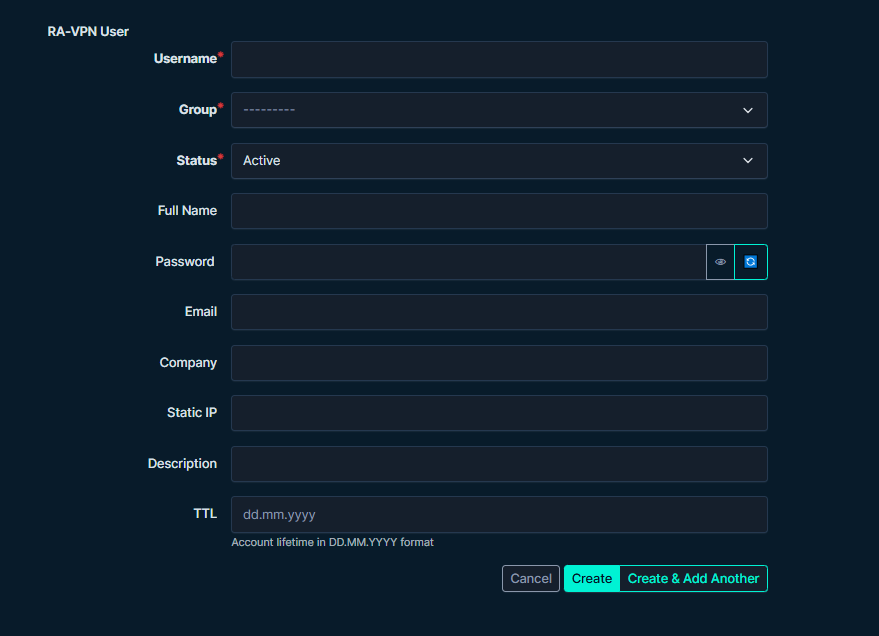 RA-VPN User
Username*
Group*
---------
Status*
Active
Full Name
Password
Email
Company
Static IP
Description
TTL
dd.mm.yyyy
Account lifetime in DD.MM.YYYY format
Cancel Create Create & Add Another